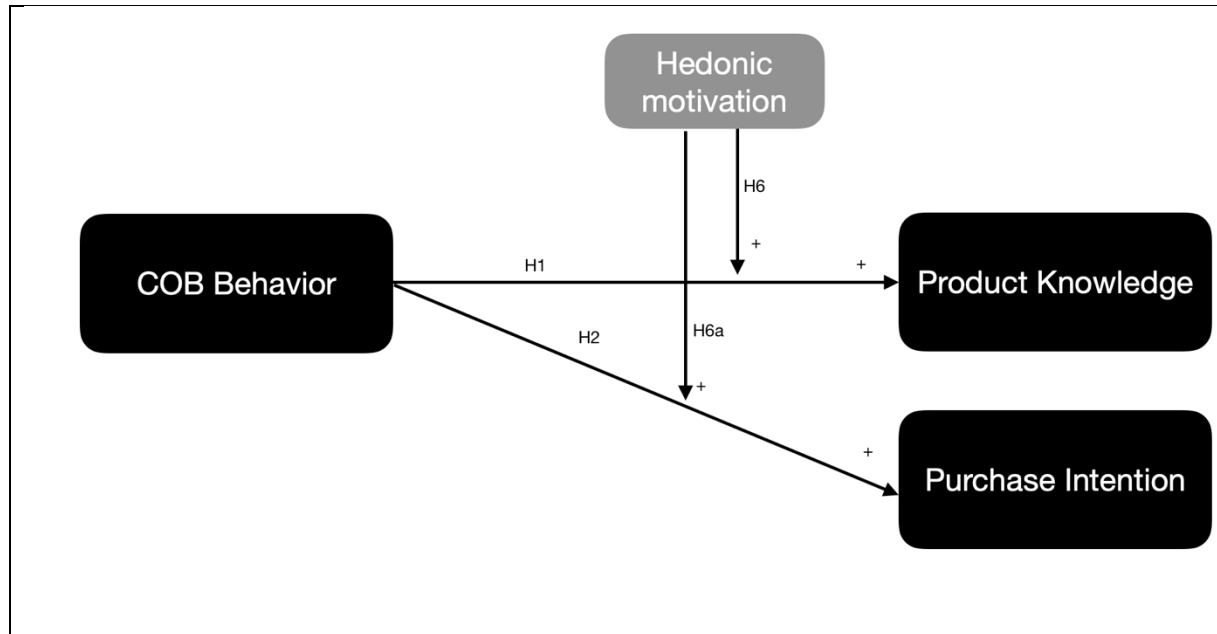 Hedonic
motivation
H6
+
COB Behavior
H1
+
Product Knowledge
H2
H6a
+
+
Purchase Intention